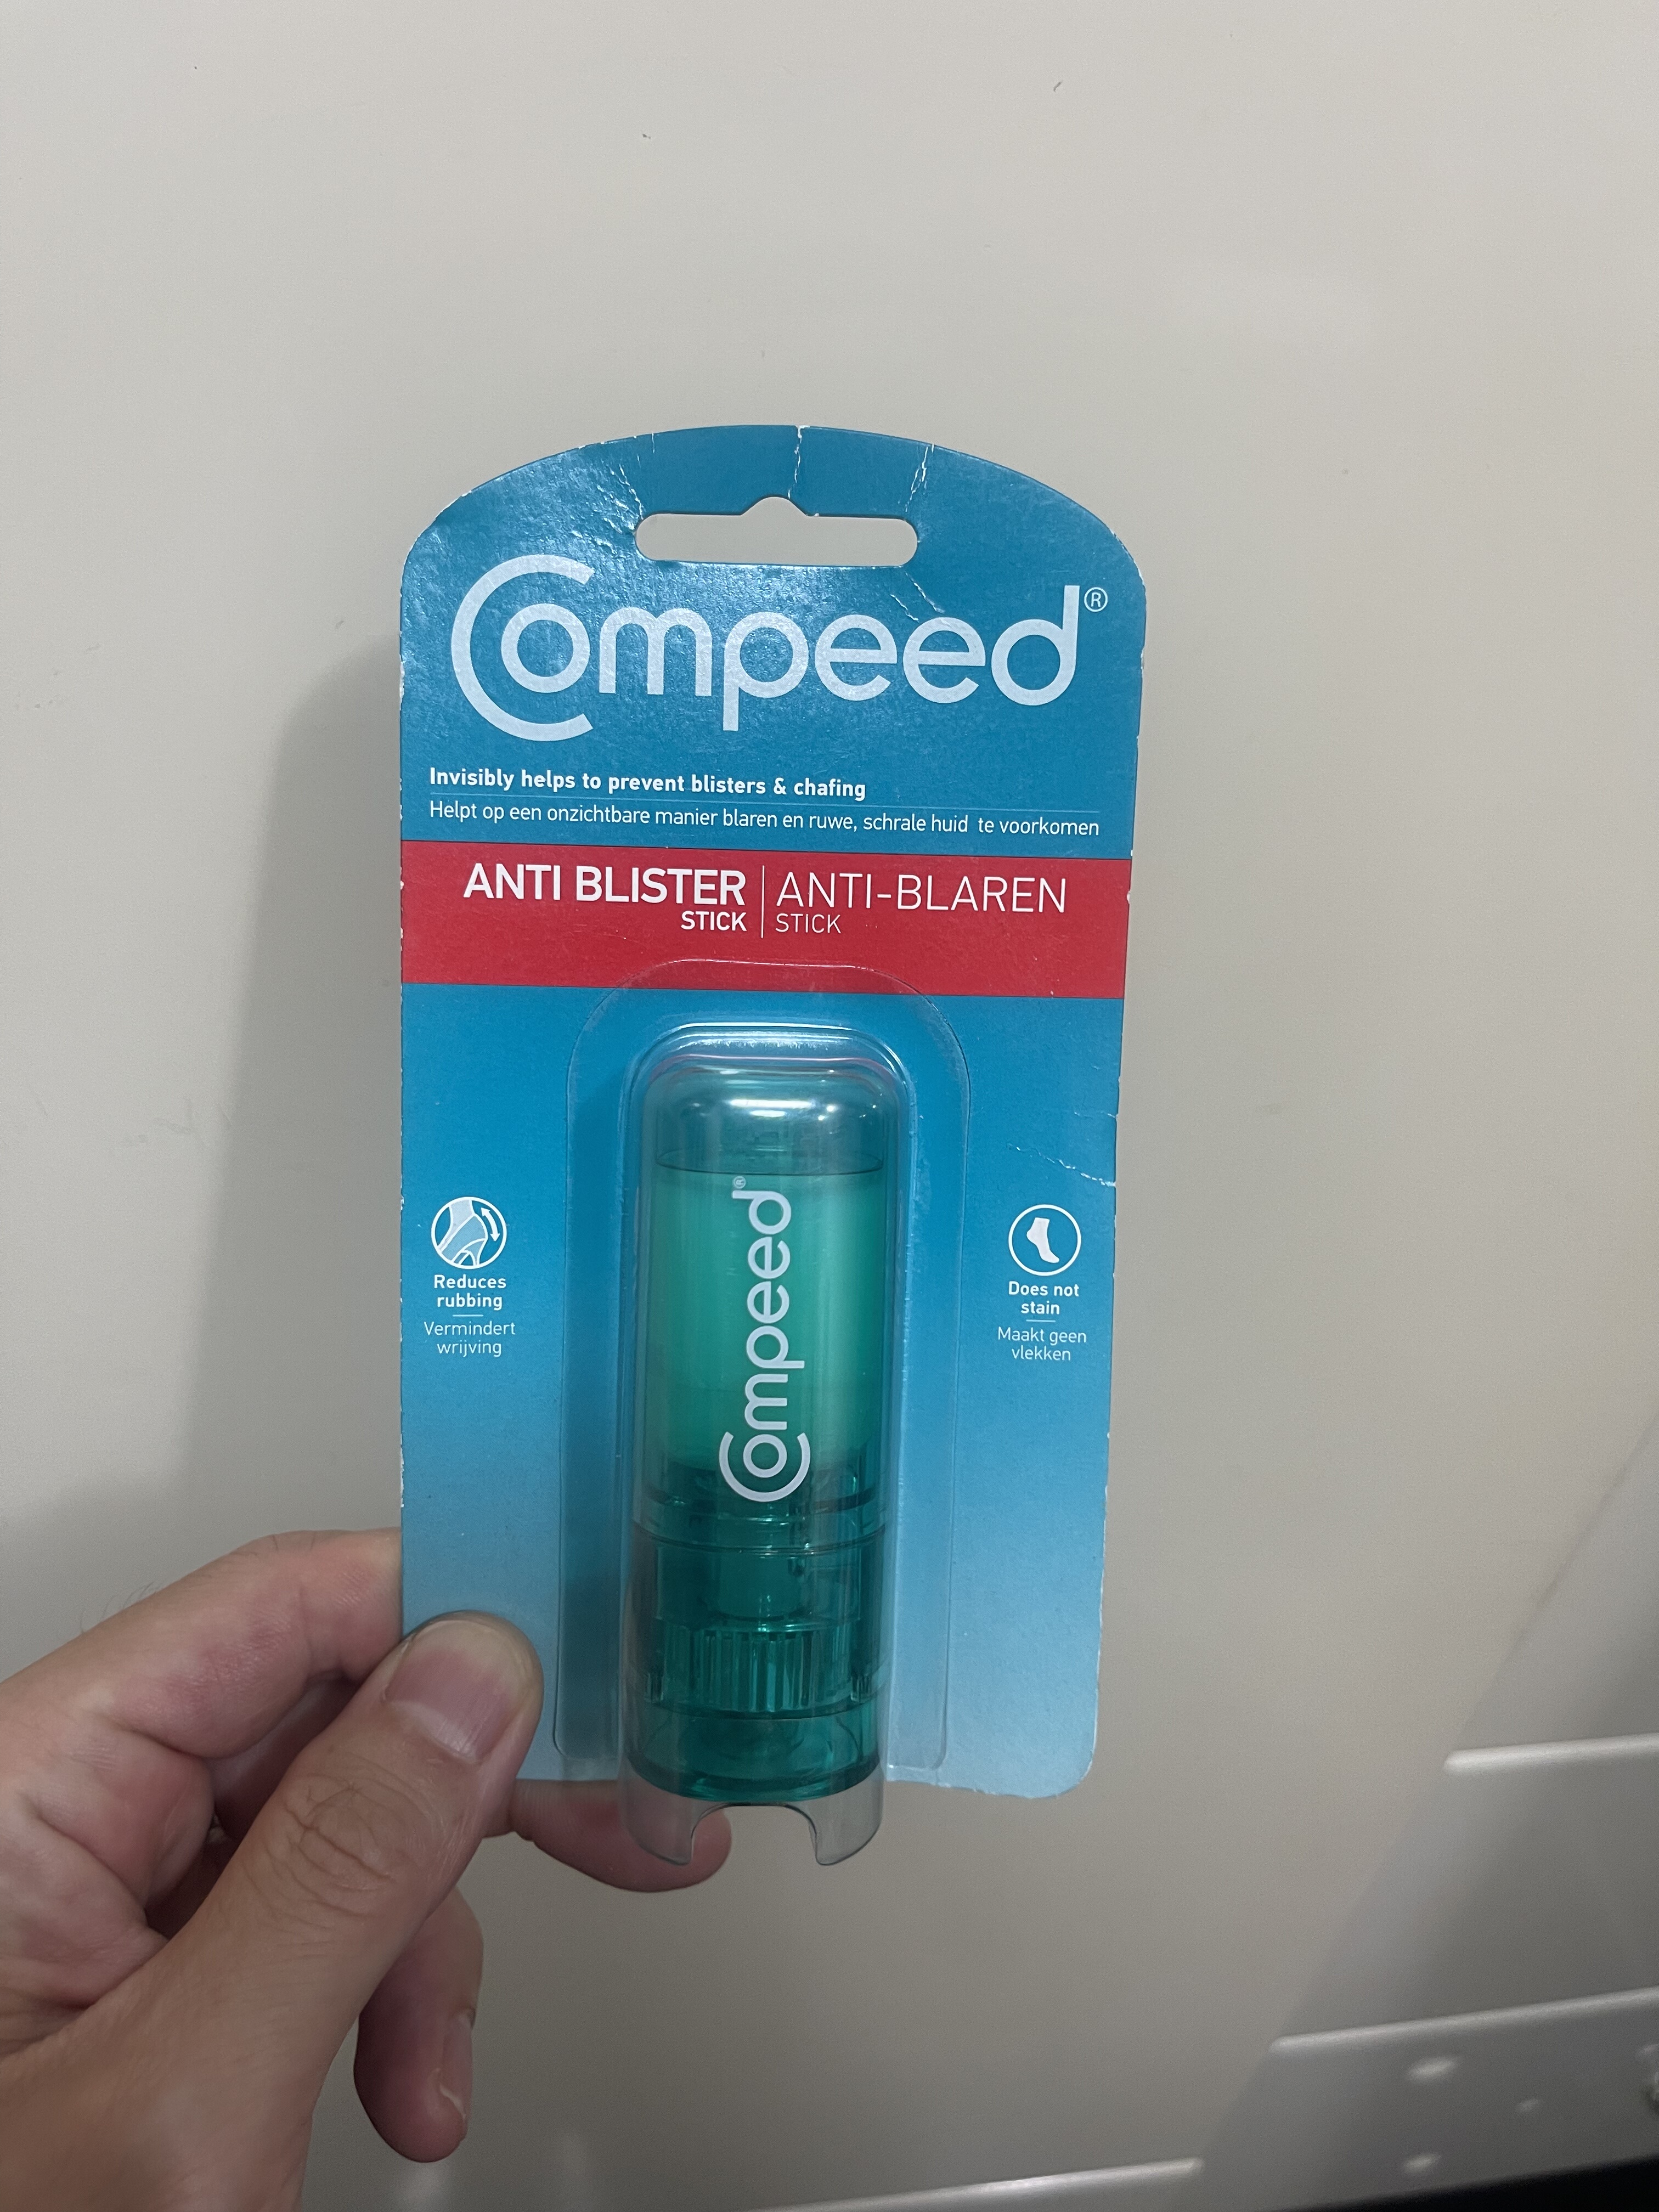 Compeed®
Invisibly helps to prevent blisters & chafing
Helpt op een onzichtbare manier blaren en ruwe, schrale huid te voorkomen
ANTI BLISTER
STICK
ANTI-BLAREN
STICK
Compeed®
Reduces
rubbing
Vermindert
wrijving
Does not
stain
Maakt geen
vlekken